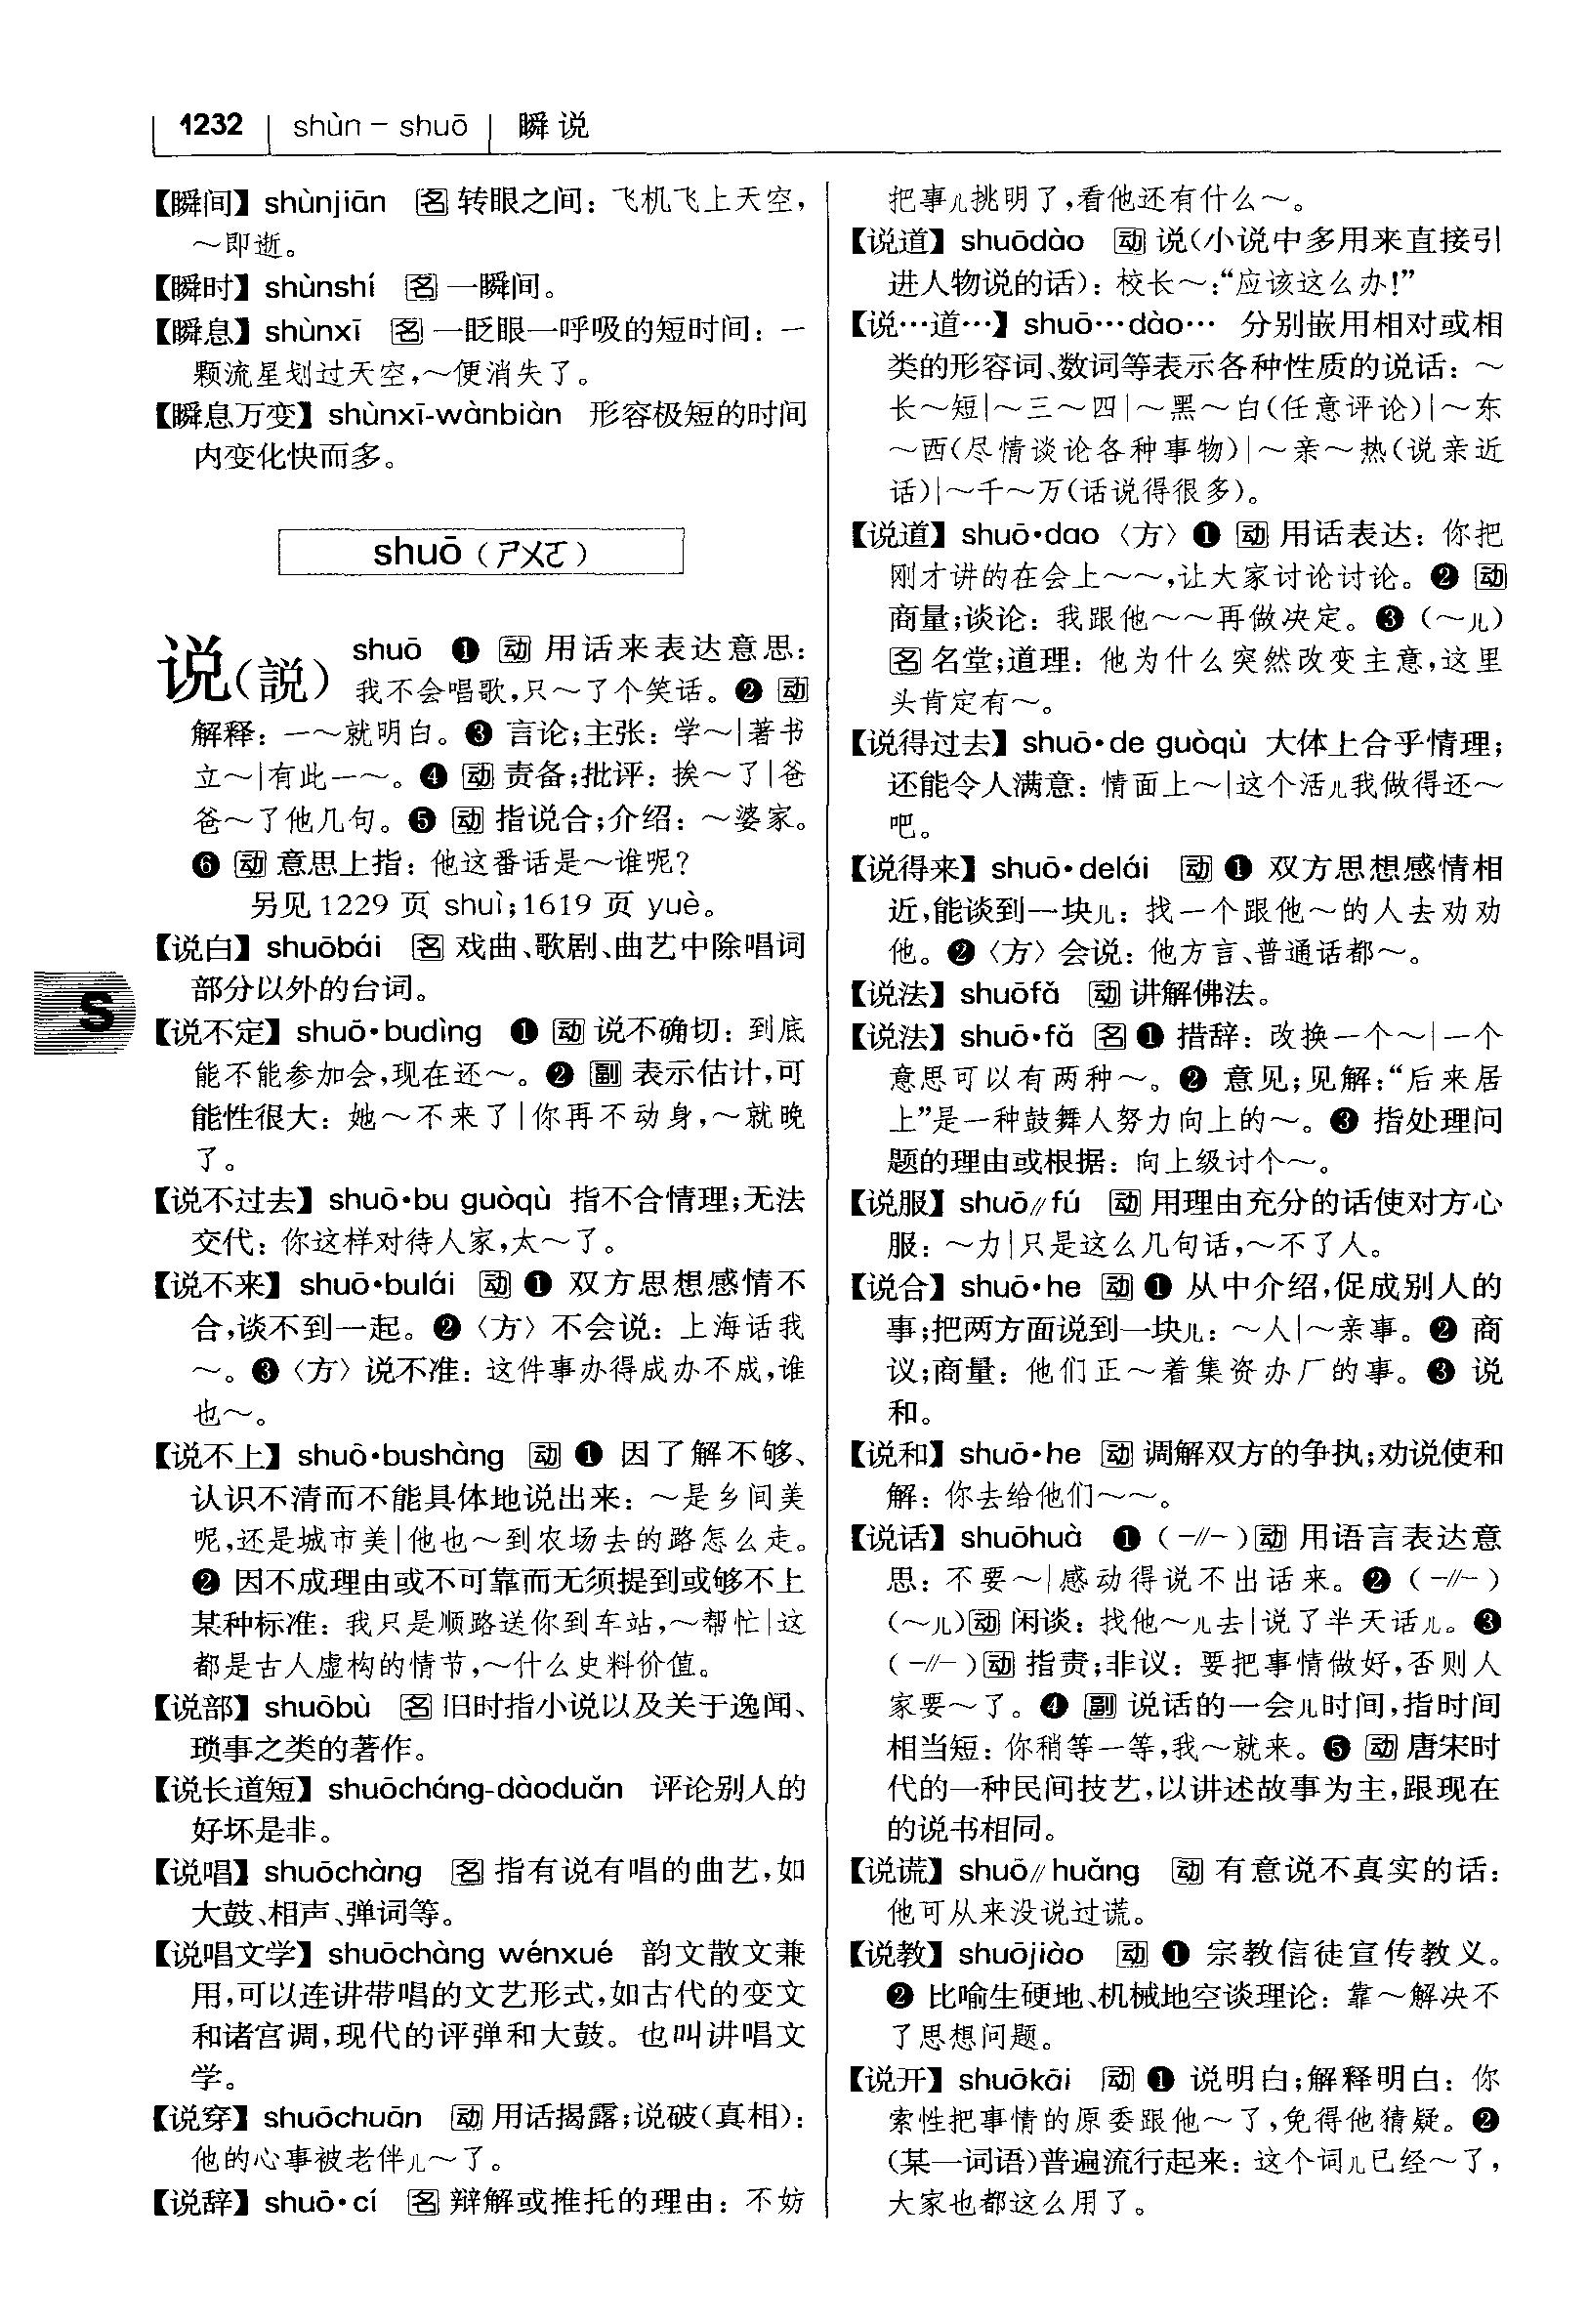 1232 shùn－shuō 瞬说
【瞬间】shùnjiān 名 转眼之间：飞机飞上天空，
～即逝。
【瞬时】shùnshí 名 一瞬间。
【瞬息】shùnxī 名 一眨眼一呼吸的短时间：一
颗流星划过天空，～便消失了。
【瞬息万变】shùnxī-wànbiàn 形容极短的时间
内变化快而多。
shuō（ㄕㄨㄛ）
说（説） shuō ❶ 动 用话来表达意思：
我不会唱歌，只～了个笑话。❷ 动
解释：一～就明白。❸ 言论；主张：学～|著书
立～|有此一～。❹ 动 责备；批评：挨～了|爸
爸～了他几句。❺ 动 指说合；介绍：～婆家。
❻ 动 意思上指：他这番话是～谁呢？
另见1229 页 shuì；1619 页 yuè。
【说白】shuōbái 名 戏曲、歌剧、曲艺中除唱词
部分以外的台词。
【说不定】shuō·budìng ❶ 动 说不确切：到底
能不能参加会，现在还～。❷ 副 表示估计，可
能性很大：她～不来了|你再不动身，～就晚
了。
【说不过去】shuō·bu guòqù 指不合情理；无法
交代：你这样对待人家，太～了。
【说不来】shuō·bulái 动 ❶ 双方思想感情不
合，谈不到一起。❷〈方〉不会说：上海话我
～。❸〈方〉说不准：这件事办得成办不成，谁
也～。
【说不上】shuō·bushàng 动 ❶ 因了解不够、
认识不清而不能具体地说出来：～是乡间美
呢，还是城市美|他也～到农场去的路怎么走。
❷ 因不成理由或不可靠而无须提到或够不上
某种标准：我只是顺路送你到车站，～帮忙|这
都是古人虚构的情节，～什么史料价值。
【说部】shuōbù 名 旧时指小说以及关于逸闻、
琐事之类的著作。
【说长道短】shuōcháng-dàoduǎn 评论别人的
好坏是非。
【说唱】shuōchàng 名 指有说有唱的曲艺，如
大鼓、相声、弹词等。
【说唱文学】shuōchàng wénxué 韵文散文兼
用，可以连讲带唱的文艺形式，如古代的变文
和诸宫调，现代的评弹和大鼓。也叫讲唱文
学。
【说穿】shuōchuān 动 用话揭露；说破（真相）：
他的心事被老伴儿～了。
【说辞】shuō·cí 名 辩解或推托的理由：不妨
把事儿挑明了，看他还有什么～。
【说道】shuōdào 动 说（小说中多用来直接引
进人物说的话）：校长～：“应该这么办！”
【说…道…】shuō…dào… 分别嵌用相对或相
类的形容词、数词等表示各种性质的说话：～
长～短|～三～四|～黑～白（任意评论）|～东
～西（尽情谈论各种事物）|～亲～热（说亲近
话）|～千～万（话说得很多）。
【说道】shuō·dao〈方〉❶ 动 用话表达：你把
刚才讲的在会上～～，让大家讨论讨论。❷ 动
商量；谈论：我跟他～～再做决定。❸（～儿）
名 名堂；道理：他为什么突然改变主意，这里
头肯定有～。
【说得过去】shuō·de guòqù 大体上合乎情理；
还能令人满意：情面上～|这个活儿我做得还～
吧。
【说得来】shuō·delái 动 ❶ 双方思想感情相
近，能谈到一块儿：找一个跟他～的人去劝劝
他。❷〈方〉会说：他方言、普通话都～。
【说法】shuōfǎ 动 讲解佛法。
【说法】shuō·fǎ 名 ❶ 措辞：改换一个～|一个
意思可以有两种～。❷ 意见；见解：“后来居
上”是一种鼓舞人努力向上的～。❸ 指处理问
题的理由或根据：向上级讨个～。
【说服】shuō∥fú 动 用理由充分的话使对方心
服：～力|只是这么几句话，～不了人。
【说合】shuō·he 动 ❶ 从中介绍，促成别人的
事；把两方面说到一块儿：～人|～亲事。❷ 商
议；商量：他们正～着集资办厂的事。❸ 说
和。
【说和】shuō·he 动 调解双方的争执；劝说使和
解：你去给他们～～。
【说话】shuōhuà ❶（-∥-）动 用语言表达意
思：不要～|感动得说不出话来。❷（-∥-）
（～儿）动 闲谈：找他～儿去|说了半天话儿。❸
（-∥-）动 指责；非议：要把事情做好，否则人
家要～了。❹ 副 说话的一会儿时间，指时间
相当短：你稍等一等，我～就来。❺ 动 唐宋时
代的一种民间技艺，以讲述故事为主，跟现在
的说书相同。
【说谎】shuō∥huǎng 动 有意说不真实的话：
他可从来没说过谎。
【说教】shuōjiào 动 ❶ 宗教信徒宣传教义。
❷ 比喻生硬地、机械地空谈理论：靠～解决不
了思想问题。
【说开】shuōkāi 动 ❶ 说明白；解释明白：你
索性把事情的原委跟他～了，免得他猜疑。❷
（某一词语）普遍流行起来：这个词儿已经～了，
大家也都这么用了。
S